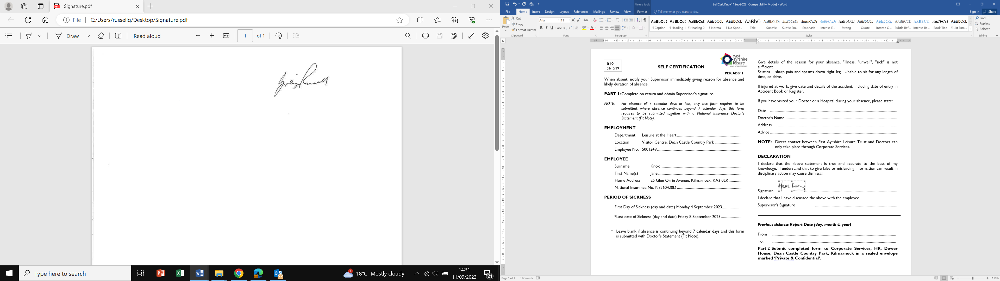 Signature.pdf
File
C:/Users/russellg/Desktop/Signature.pdf
Draw
Read aloud
1
of 1
Type here to search
1
18°C Mostly cloudy
14:31
11/09/2023
21
SelfCertJKnox11Sep2023 [Compatibility Mode] - Word
Picture Tools
Sign in
Share
File
Home
Insert
Design
Layout
References
Mailings
Review
View
Format
Tell me what you want to do...
Paste
Cut
Copy
Format Painter
Clipboard
Arial
11
Font
Paragraph
¶ Caption
¶ Heading 1
¶ Heading 2
¶ Normal
¶ No Spac...
Title
Subtitle
Subtle Em...
Emphasis
Intense E...
Strong
Quote
Intense Q...
Subtle Ref...
Intense Re...
Book Title
¶ List Para...
Styles
Find
Replace
Select
Editing
019
03/10/19
SELF CERTIFICATION
east
ayrshire
leisure
LIVING YOUR BEST LIFE
PER/ABS/ 1
When absent, notify your Supervisor immediately giving reason for absence and
likely duration of absence.
PART 1: Complete on return and obtain Supervisor's signature.
NOTE: For absence of 7 calendar days or less, only this form requires to be
submitted, where absence continues beyond 7 calendar days, this form
requires to be submitted together with a National Insurance Doctor's
Statement (Fit Note).
EMPLOYMENT
Department Leisure at the Heart
Location Visitor Centre, Dean Castle Country Park
Employee No. 5001249
EMPLOYEE
Surname Knox
First Name(s) Jane
Home Address 25 Glen Orrin Avenue, Kilmarnock, KA2 0LR
National Insurance No. NS560420D
PERIOD OF SICKNESS
First Day of Sickness (day and date) Monday 4 September 2023
*Last date of Sickness (day and date) Friday 8 September 2023
* Leave blank if absence is continuing beyond 7 calendar days and this form
is submitted with Doctor's Statement (Fit Note).
Give details of the reason for your absence, "illness, "unwell", "sick" is not
sufficient.
Sciatica – sharp pain and spasms down right leg. Unable to sit for any length of
time, or drive.
If injured at work, give date and details of the accident, including date of entry in
Accident Book or Register.
If you have visited your Doctor or a Hospital during your absence, please state:
Date
Doctor's Name
Address
Advice
NOTE: Direct contact between East Ayrshire Leisure Trust and Doctors can
only take place through Corporate Services.
DECLARATION
I declare that the above statement is true and accurate to the best of my
knowledge. I understand that to give false or misleading information can result in
disciplinary action may cause dismissal.
Signature
I declare that I have discussed the above with the employee.
Supervisor's Signature
Previous sickness Report Date (day, month & year)
From
To:
Part 2 Submit completed form to Corporate Services, HR, Dower
House, Dean Castle Country Park, Kilmarnock in a sealed envelope
marked 'Private & Confidential'.
Page 1 of 1
317 words
110%